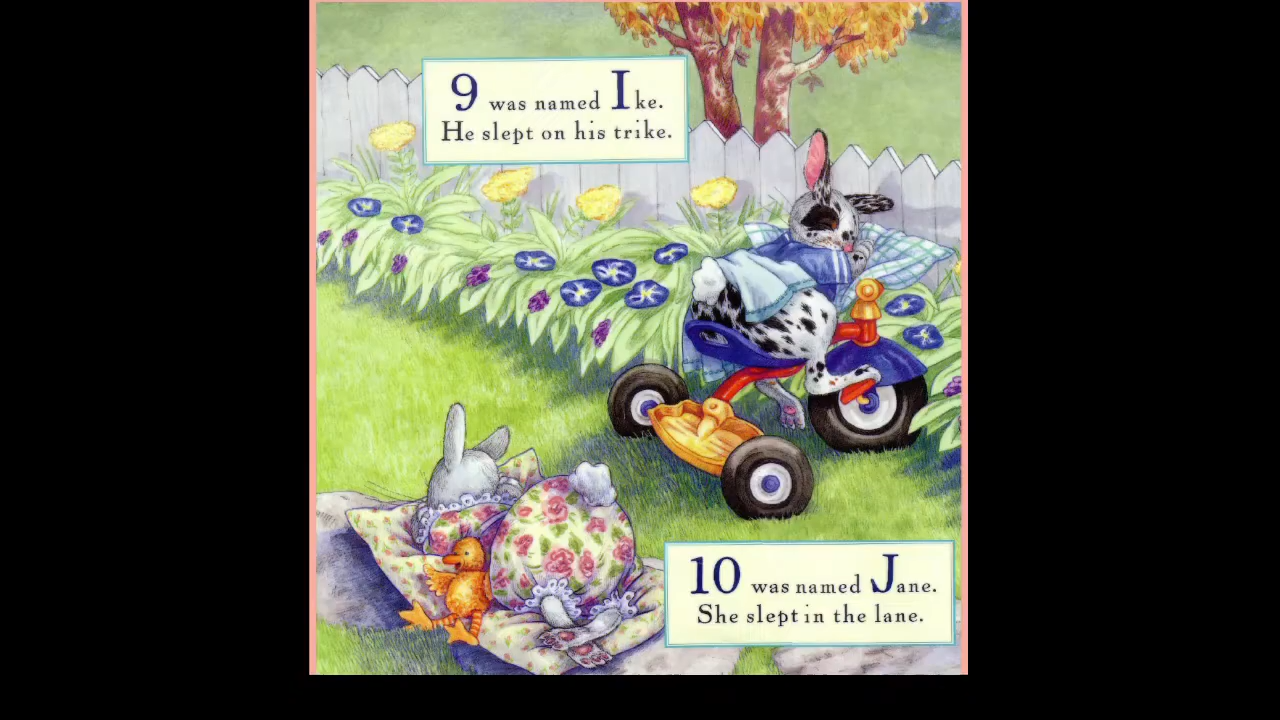 9 was named Ike.
He slept on his trike.
10 was named Jane.
She slept in the lane.